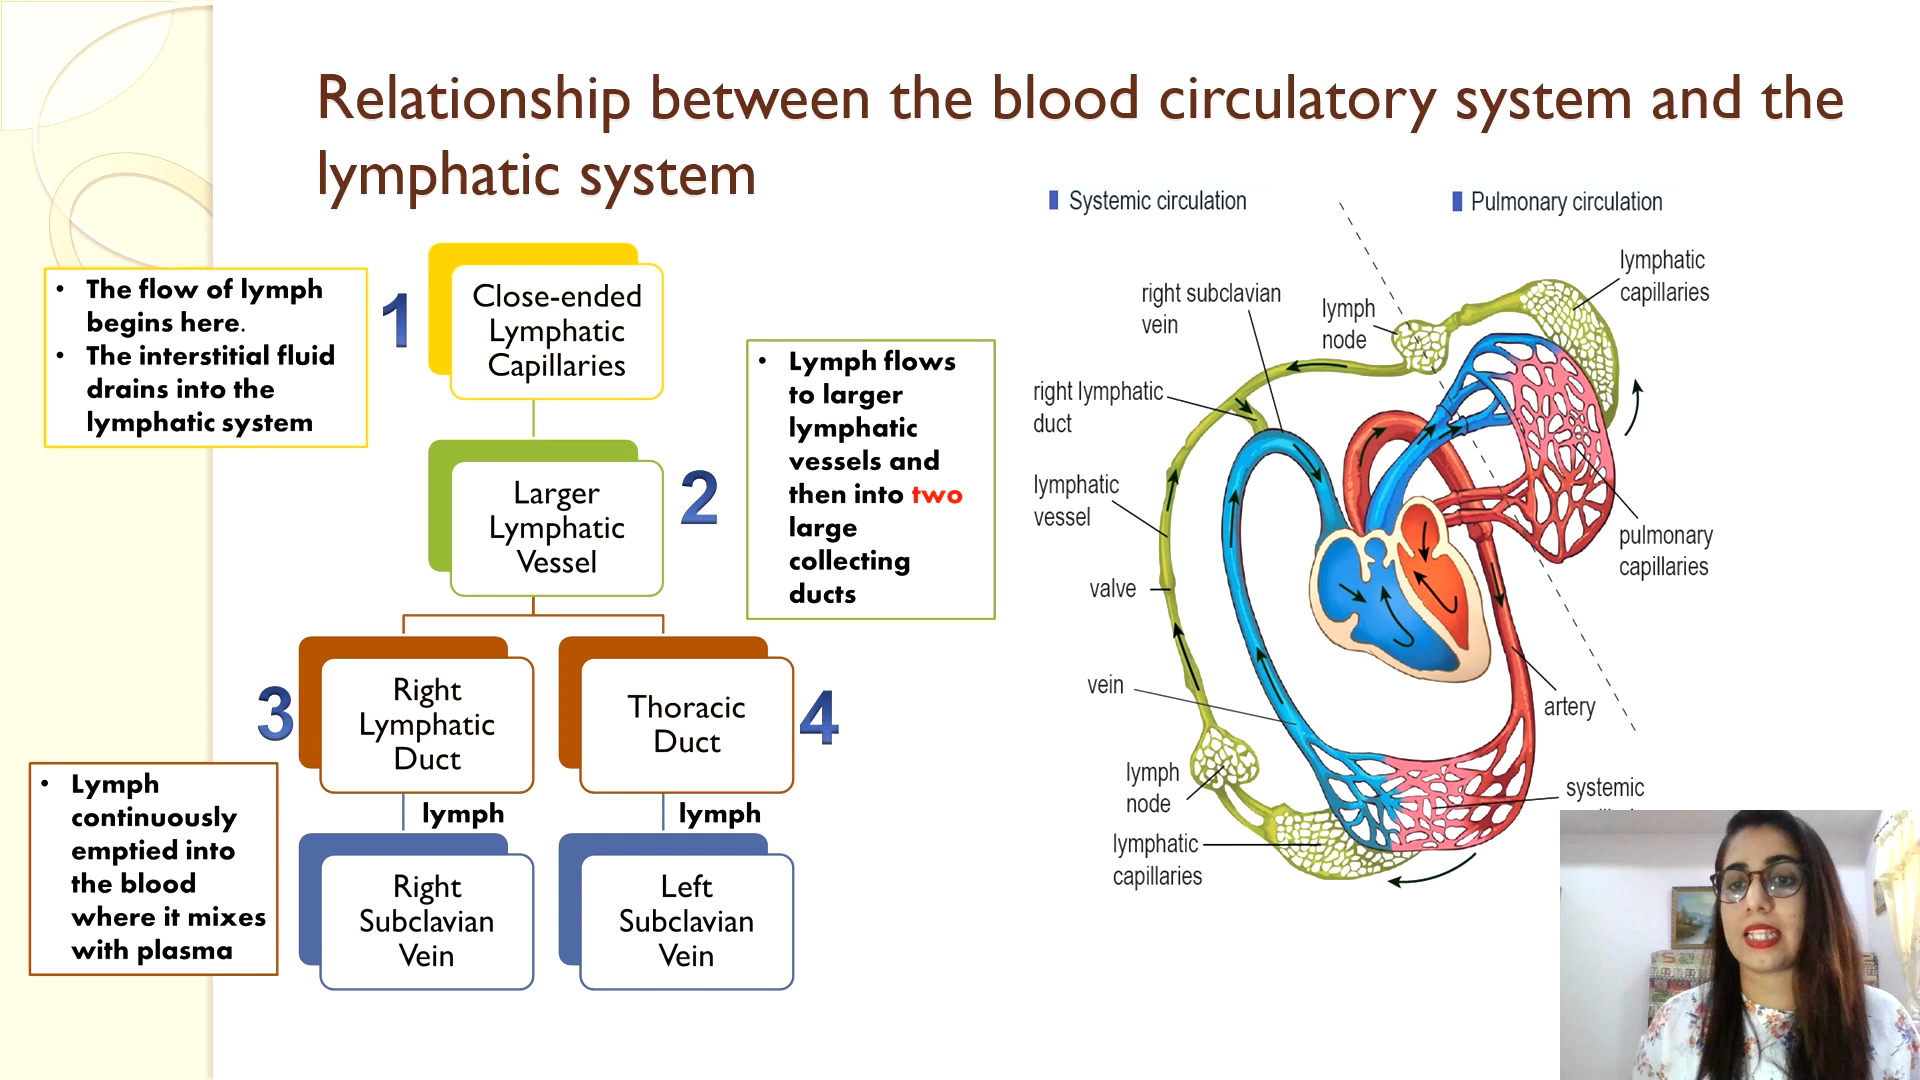 Relationship between the blood circulatory system and the
lymphatic system
• The flow of lymph
begins here.
• The interstitial fluid
drains into the
lymphatic system
1
Close-ended
Lymphatic
Capillaries
Larger
Lymphatic
Vessel
2
• Lymph flows
to larger
lymphatic
vessels and
then into two
large
collecting
ducts
3
Right
Lymphatic
Duct
Thoracic
Duct
4
• Lymph
continuously
emptied into
the blood
where it mixes
with plasma
lymph
lymph
Right
Subclavian
Vein
Left
Subclavian
Vein
Systemic circulation
Pulmonary circulation
lymphatic
capillaries
right subclavian
vein
lymph
node
right lymphatic
duct
lymphatic
vessel
pulmonary
capillaries
valve
vein
artery
lymph
node
systemic
lymphatic
capillaries